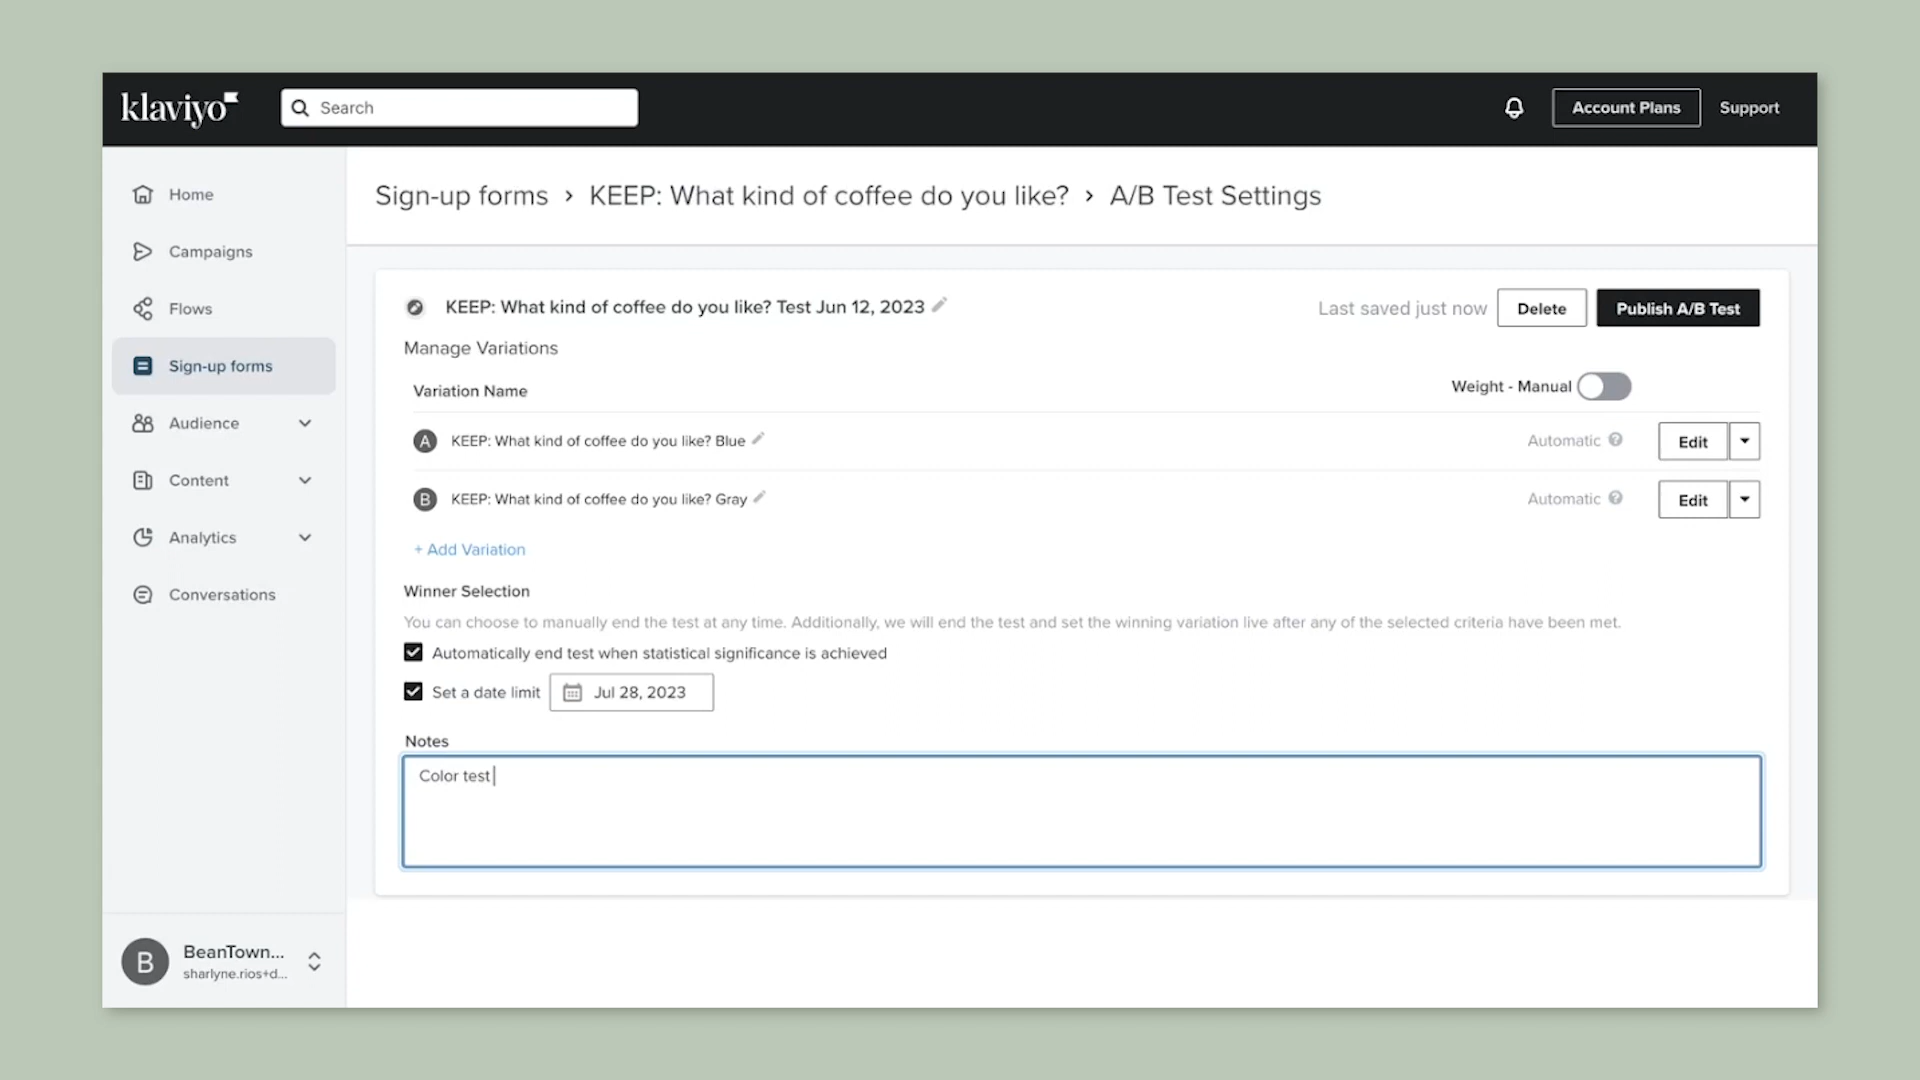 klaviyo
Search
Account Plans
Support
Home
Campaigns
Flows
Sign-up forms
Audience
Content
Analytics
Conversations
B
BeanTown...
sharlyne.rios+d...
Sign-up forms › KEEP: What kind of coffee do you like? › A/B Test Settings
KEEP: What kind of coffee do you like? Test Jun 12, 2023
Last saved just now
Delete
Publish A/B Test
Manage Variations
Variation Name
Weight - Manual
A KEEP: What kind of coffee do you like? Blue
Automatic ?
Edit
B KEEP: What kind of coffee do you like? Gray
Automatic ?
Edit
+ Add Variation
Winner Selection
You can choose to manually end the test at any time. Additionally, we will end the test and set the winning variation live after any of the selected criteria have been met.
Automatically end test when statistical significance is achieved
Set a date limit
Jul 28, 2023
Notes
Color test